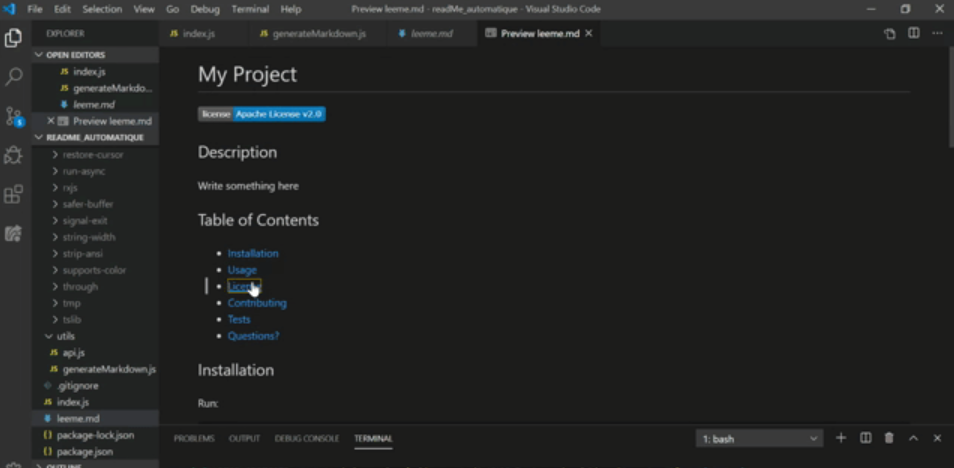 File Edit Selection View Go Debug Terminal Help Preview leeme.md - readMe_automatique - Visual Studio Code
EXPLORER
OPEN EDITORS
JS index.js
JS generateMarkdo...
leeme.md
Preview leeme.md
README_AUTOMATIQUE
restore-cursor
run-async
rxjs
safer-buffer
signal-exit
string-width
strip-ansi
supports-color
through
tmp
tslib
utils
JS api.js
JS generateMarkdown.js
.gitignore
JS index.js
leeme.md
{} package-lock.json
{} package.json
OUTLINE
JS index.js JS generateMarkdown.js leeme.md Preview leeme.md
My Project
license Apache License v2.0
Description
Write something here
Table of Contents
Installation
Usage
License
Contributing
Tests
Questions?
Installation
Run:
PROBLEMS OUTPUT DEBUG CONSOLE TERMINAL 1: bash